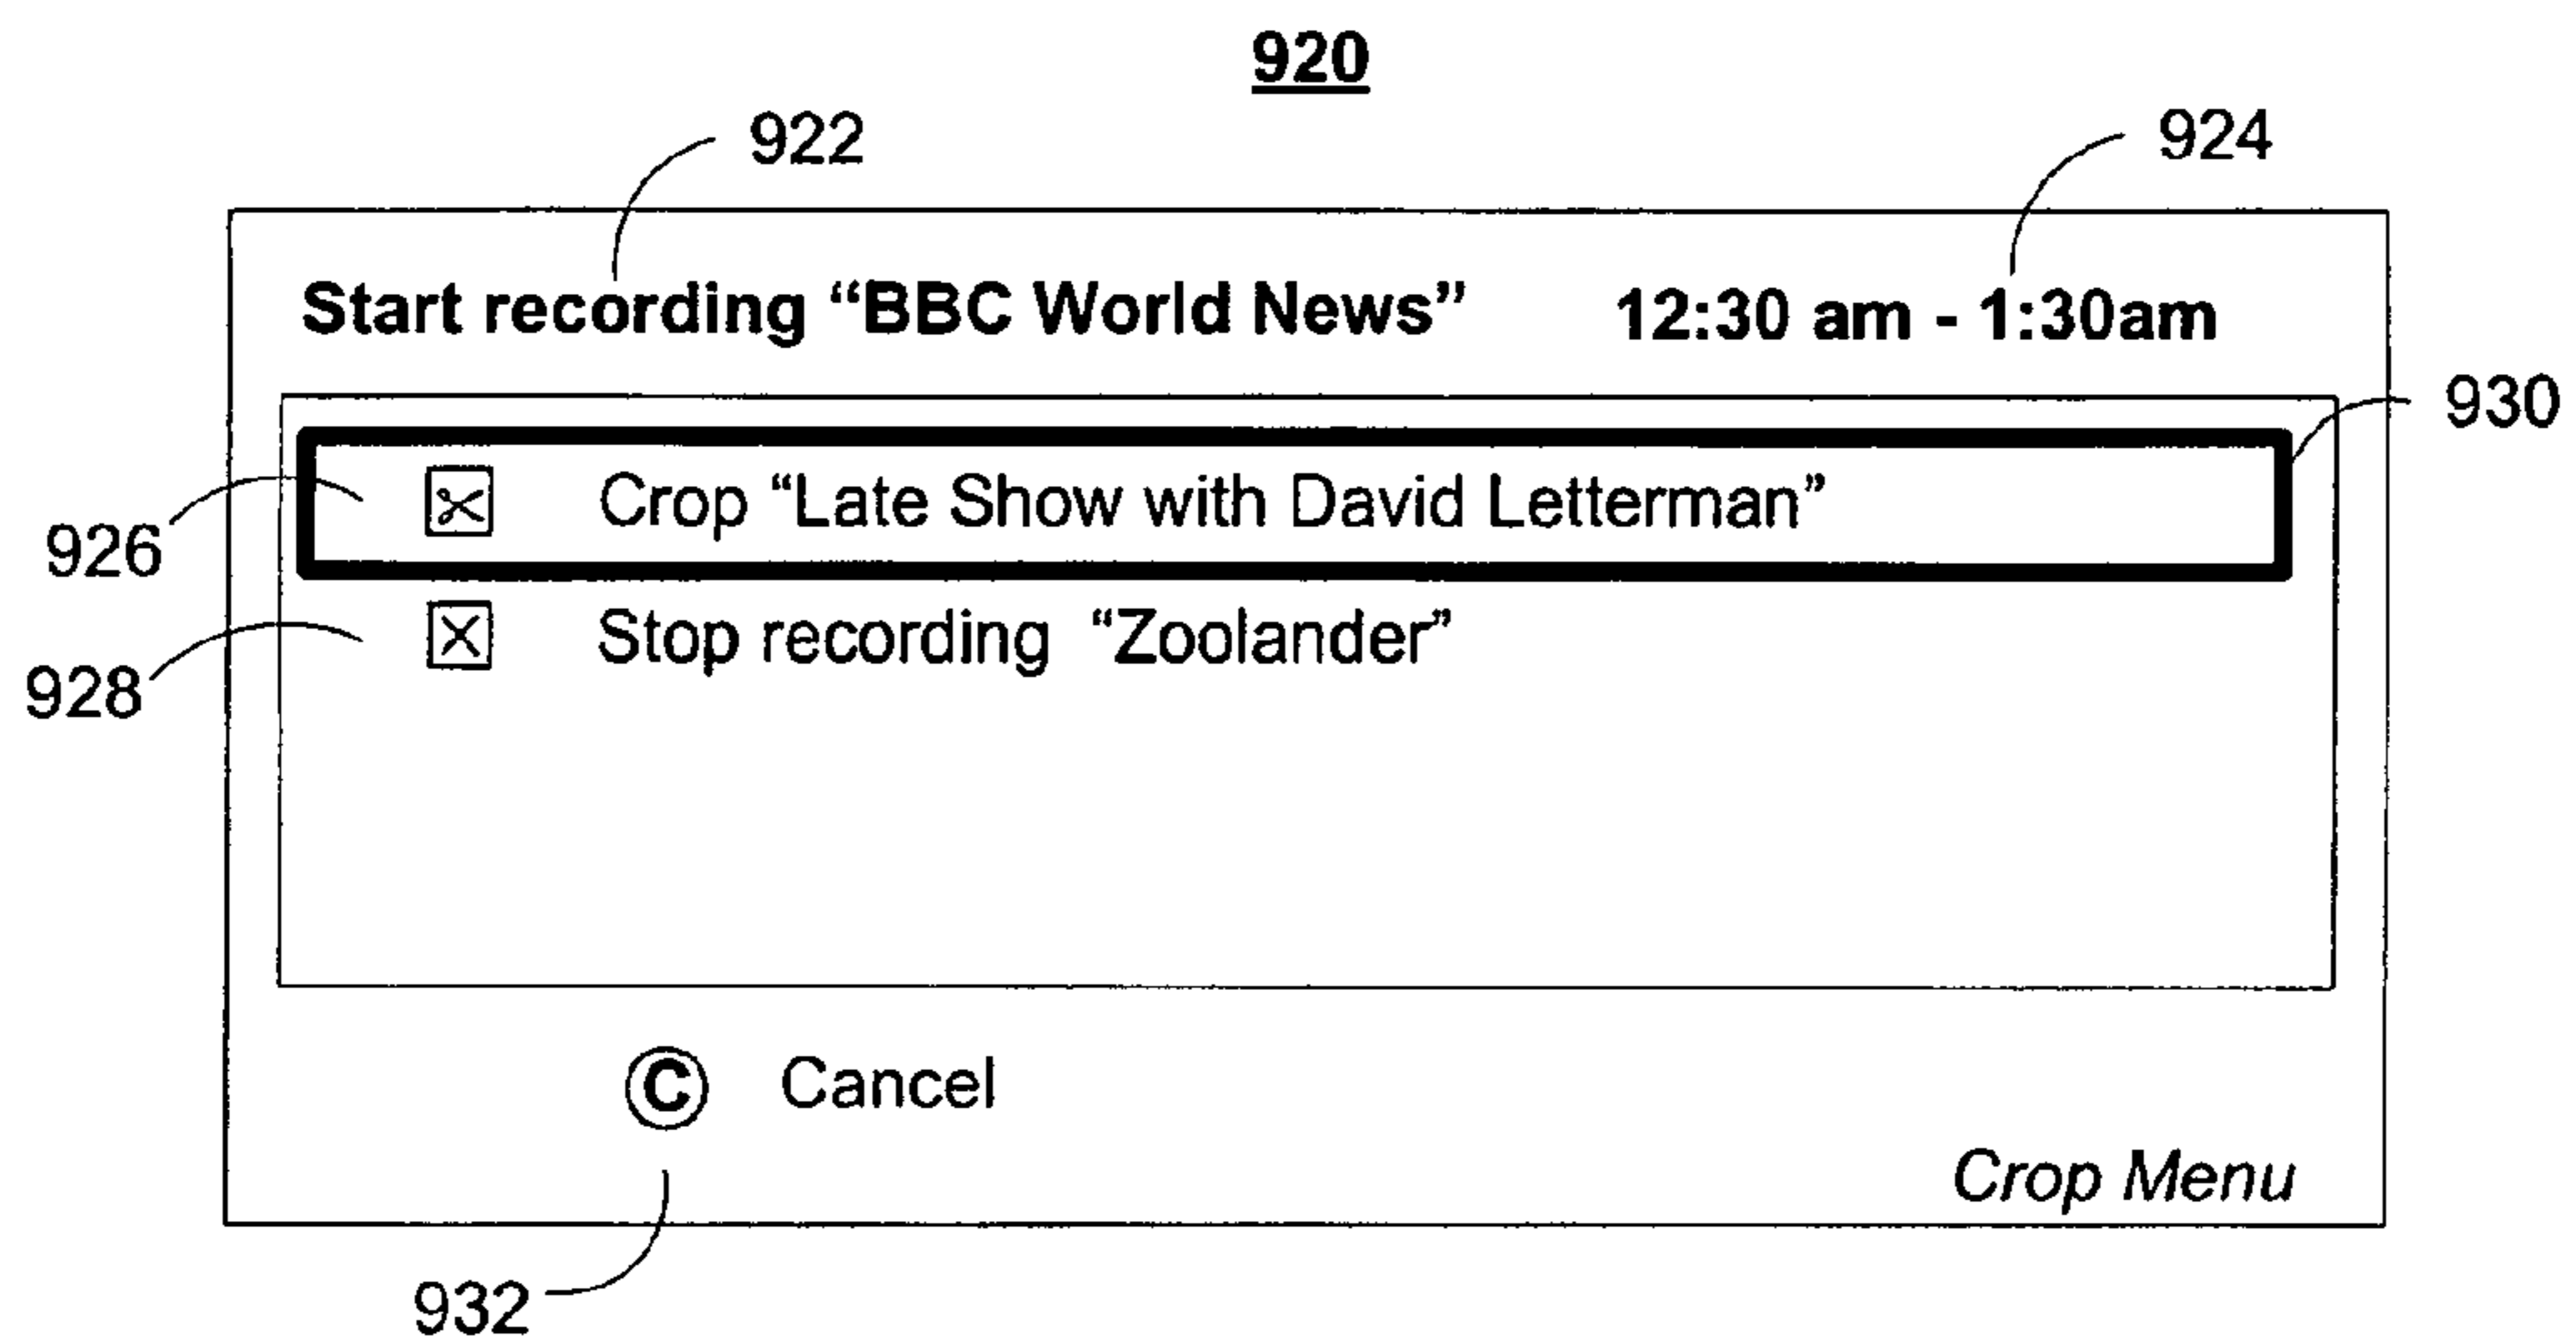 920
922
924
Start recording “BBC World News” 12:30 am - 1:30am
930
Crop “Late Show with David Letterman”
926
Stop recording “Zoolander”
928
C Cancel
Crop Menu
932